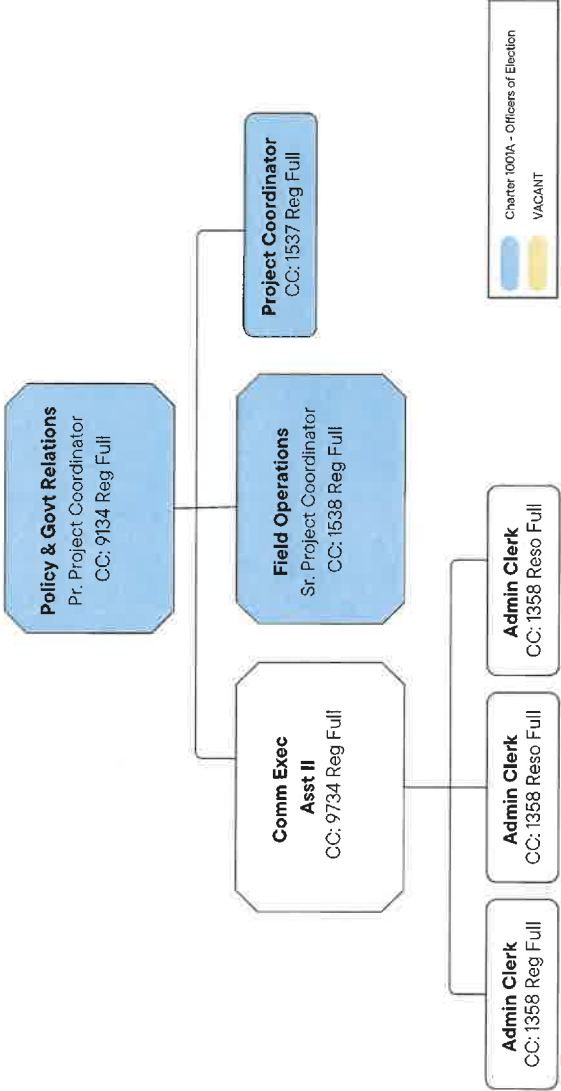 Policy & Govt Relations
Pr. Project Coordinator
CC: 9134 Reg Full
Comm Exec
Asst II
CC: 9734 Reg Full
Field Operations
Sr. Project Coordinator
CC: 1538 Reg Full
Project Coordinator
CC: 1537 Reg Full
Admin Clerk
CC: 1358 Reg Full
Admin Clerk
CC: 1358 Reso Full
Admin Clerk
CC: 1358 Reso Full
Charter 1001A - Officers of Election
VACANT